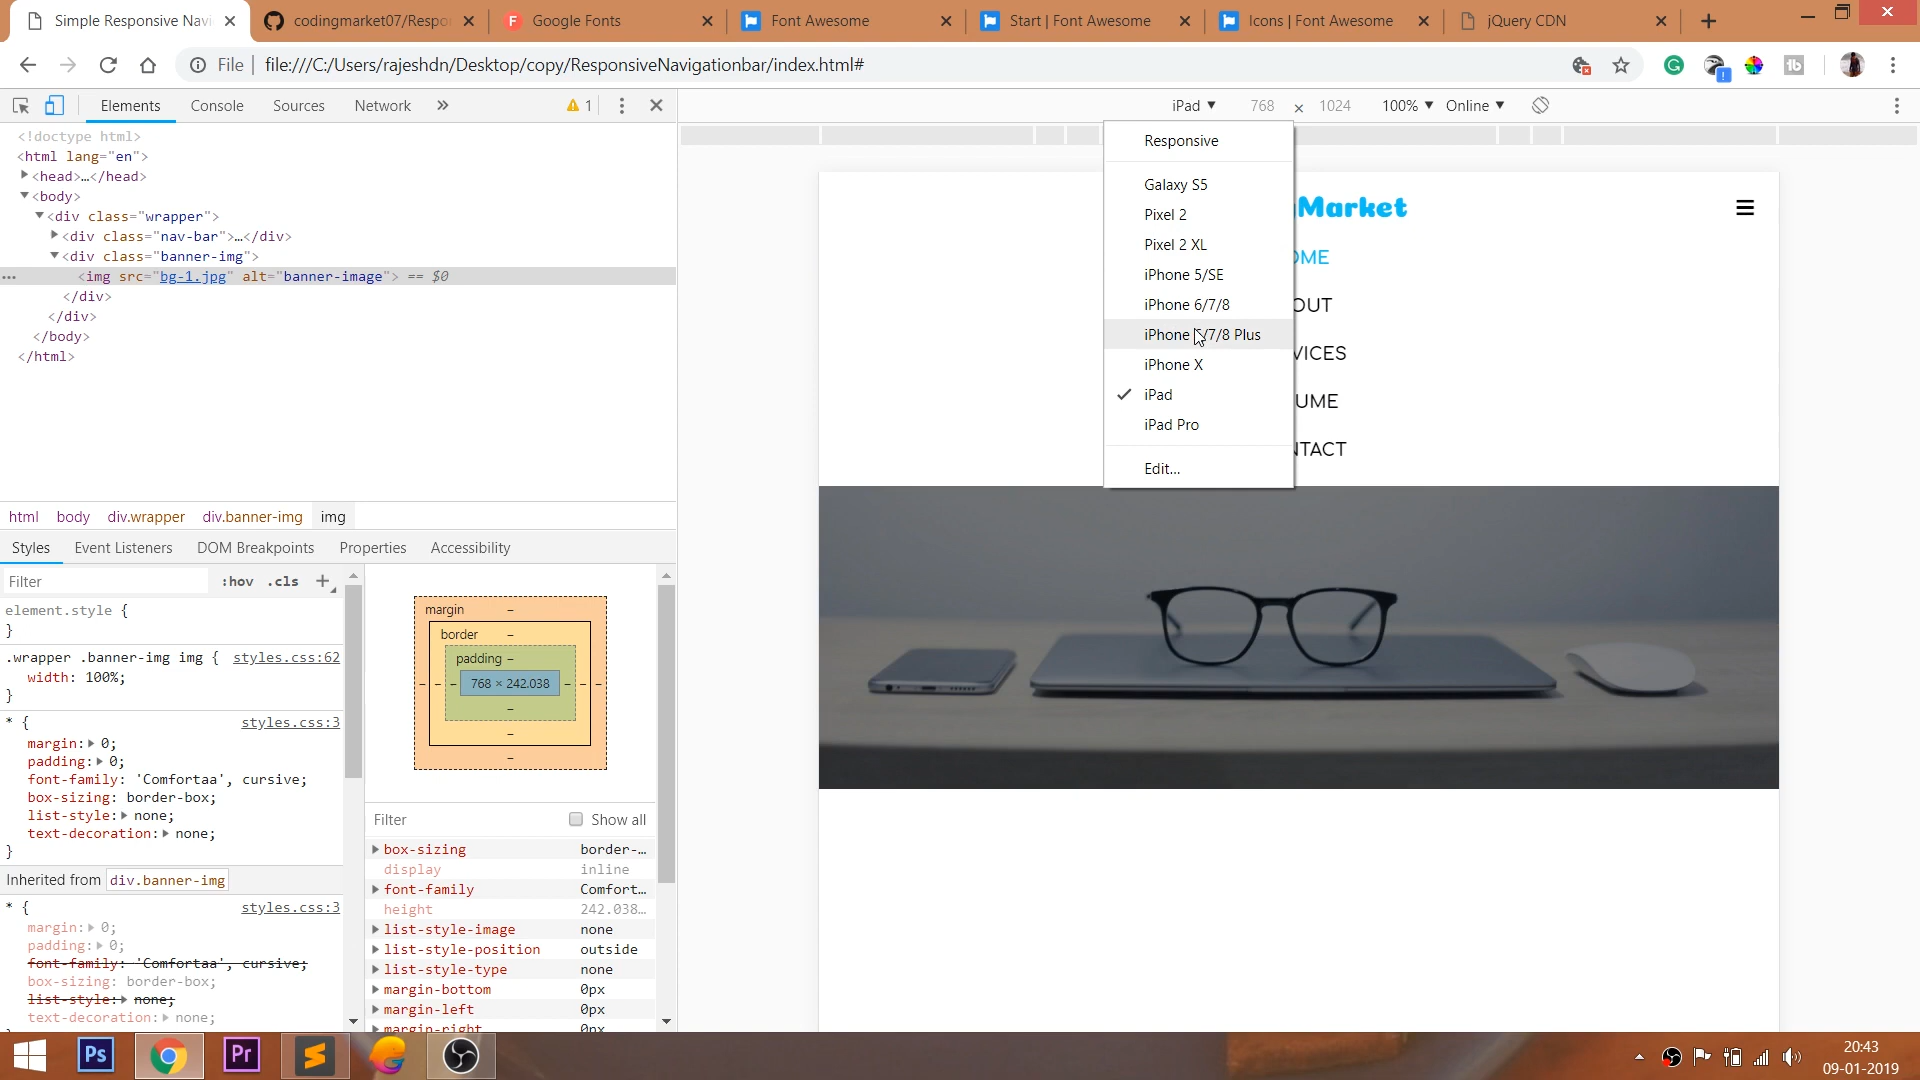 Simple Responsive Navi
codingmarket07/Respo
Google Fonts
Font Awesome
Start | Font Awesome
Icons | Font Awesome
jQuery CDN
File
file:///C:/Users/rajeshdn/Desktop/copy/ResponsiveNavigationbar/index.html#
Elements
Console
Sources
Network
1
iPad
768
×
1024
100%
Online
<!doctype html>
<html lang="en">
<head>…</head>
<body>
<div class="wrapper">
<div class="nav-bar">…</div>
<div class="banner-img">
<img src="bg-1.jpg" alt="banner-image"> == $0
</div>
</div>
</body>
</html>
html
body
div.wrapper
div.banner-img
img
Styles
Event Listeners
DOM Breakpoints
Properties
Accessibility
Filter
:hov
.cls
element.style {
}
.wrapper .banner-img img {
styles.css:62
width: 100%;
}
* {
styles.css:3
margin: 0;
padding: 0;
font-family: 'Comfortaa', cursive;
box-sizing: border-box;
list-style: none;
text-decoration: none;
}
Inherited from div.banner-img
* {
styles.css:3
margin: 0;
padding: 0;
font-family: 'Comfortaa', cursive;
box-sizing: border-box;
list-style: none;
text-decoration: none;
margin –
border –
padding –
768 × 242.038
Filter
Show all
box-sizing border-…
display inline
font-family Comfort…
height 242.038…
list-style-image none
list-style-position outside
list-style-type none
margin-bottom 0px
margin-left 0px
margin-right 0px
Responsive
Galaxy S5
Pixel 2
Pixel 2 XL
iPhone 5/SE
iPhone 6/7/8
iPhone 6/7/8 Plus
iPhone X
iPad
iPad Pro
Edit...
Market
OME
OUT
VICES
UME
NTACT
Ps
Pr
20:43
09-01-2019